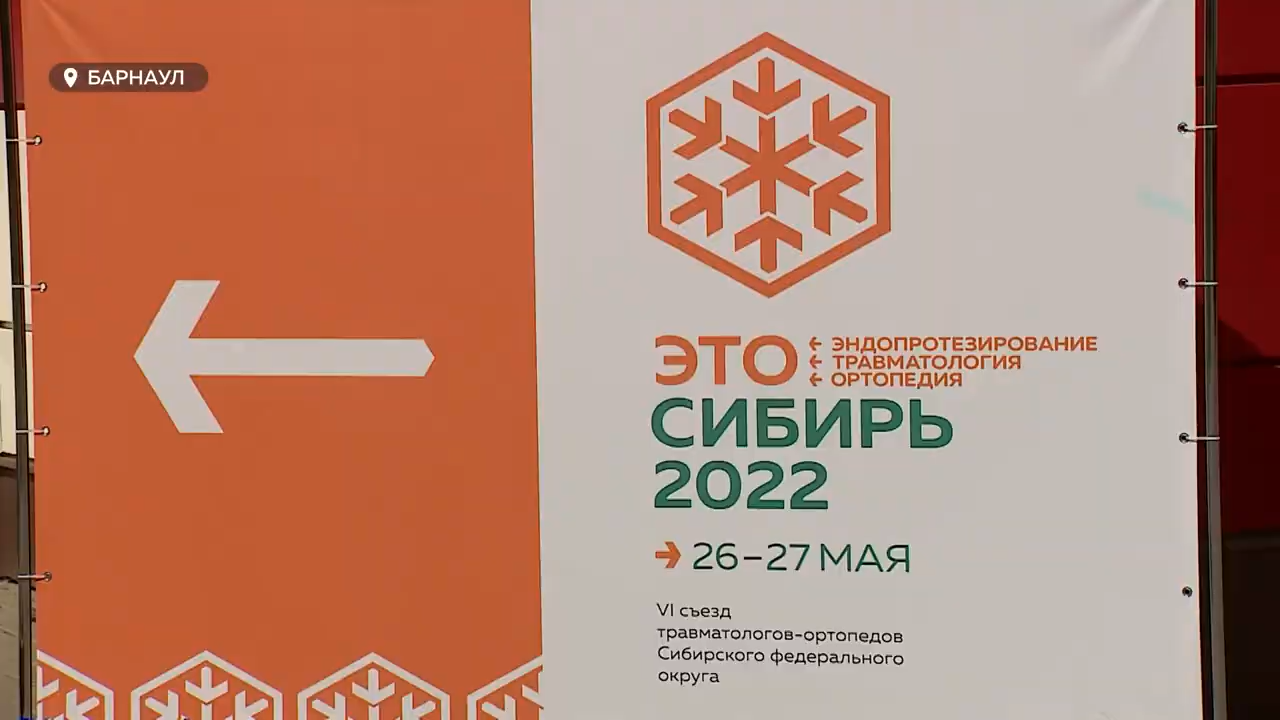 БАРНАУЛ
ЭТО
ЭНДОПРОТЕЗИРОВАНИЕ
ТРАВМАТОЛОГИЯ
ОРТОПЕДИЯ
СИБИРЬ
2022
26–27 МАЯ
VI съезд
травматологов-ортопедов
Сибирского федерального
округа